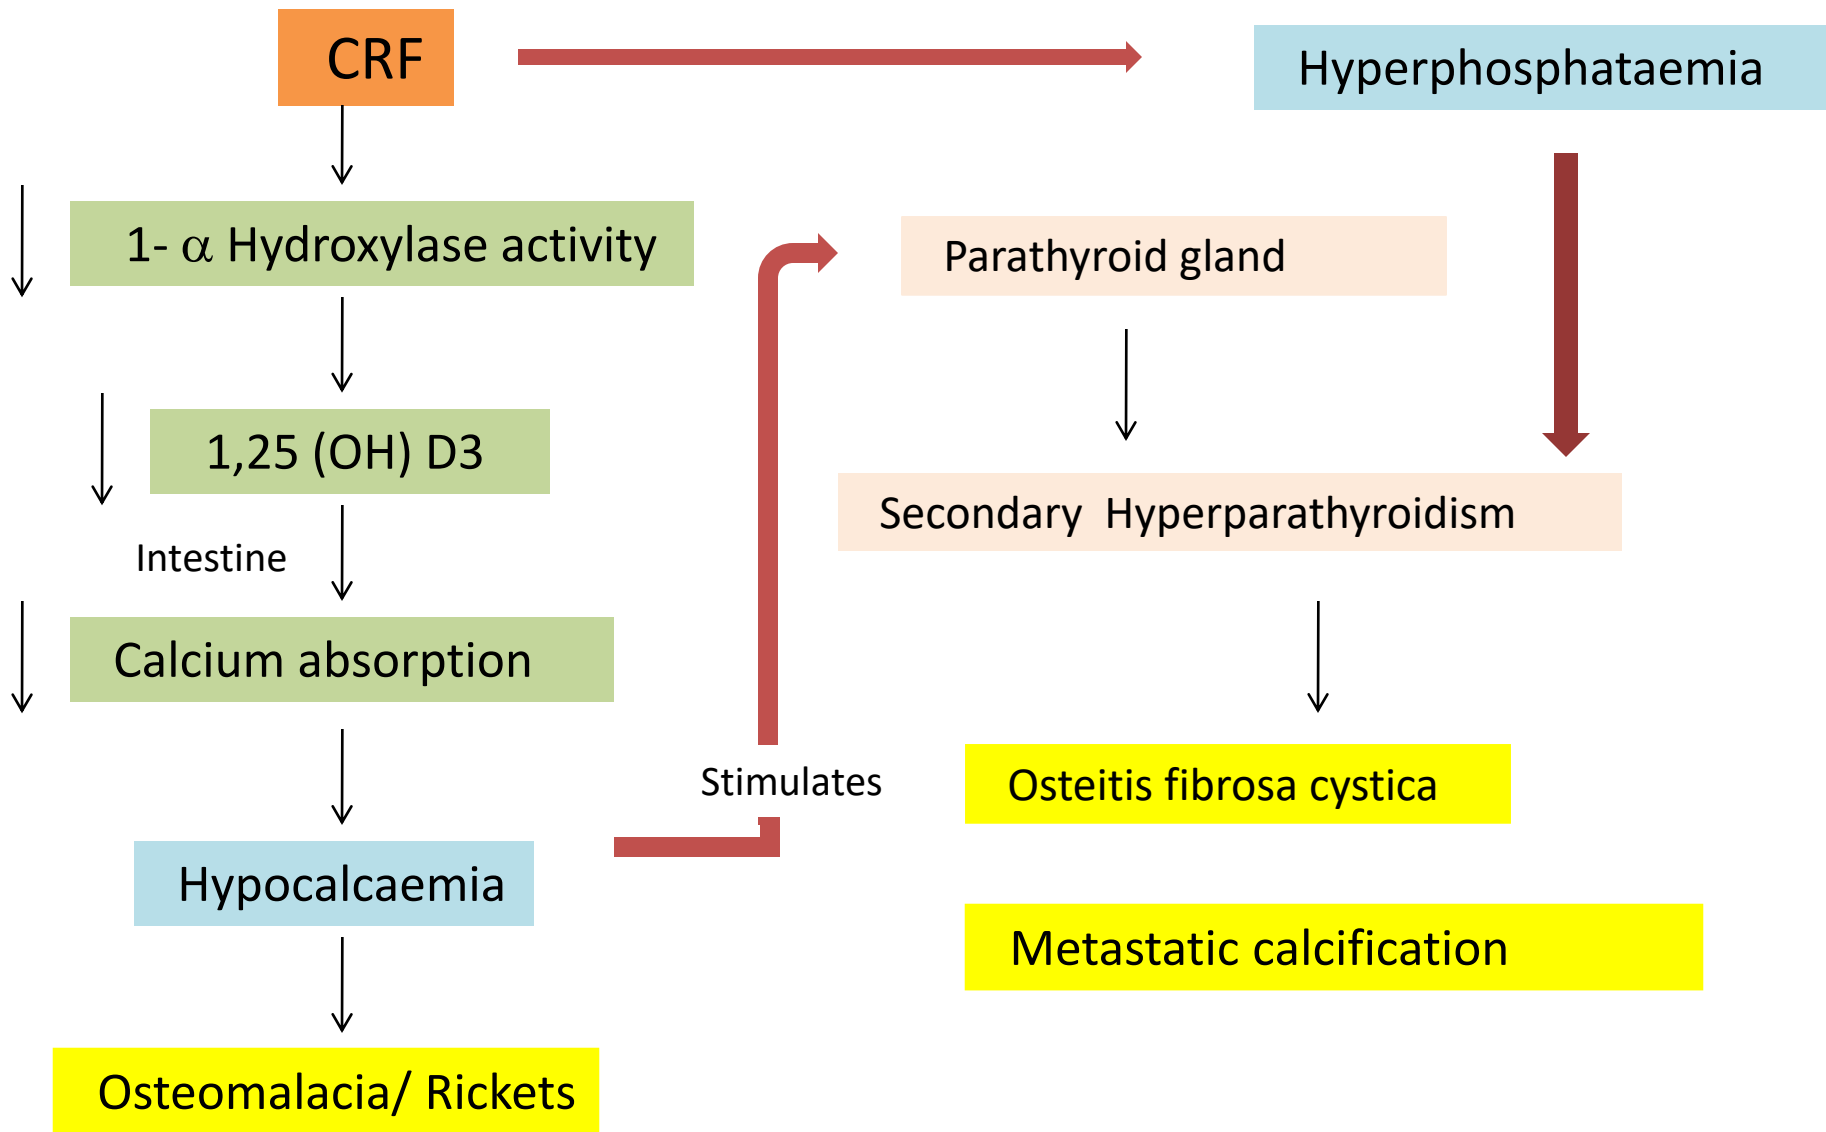 CRF
Hyperphosphataemia
1- α Hydroxylase activity
Parathyroid gland
1,25 (OH) D3
Secondary Hyperparathyroidism
Intestine
Calcium absorption
Stimulates
Osteitis fibrosa cystica
Hypocalcaemia
Metastatic calcification
Osteomalacia/ Rickets